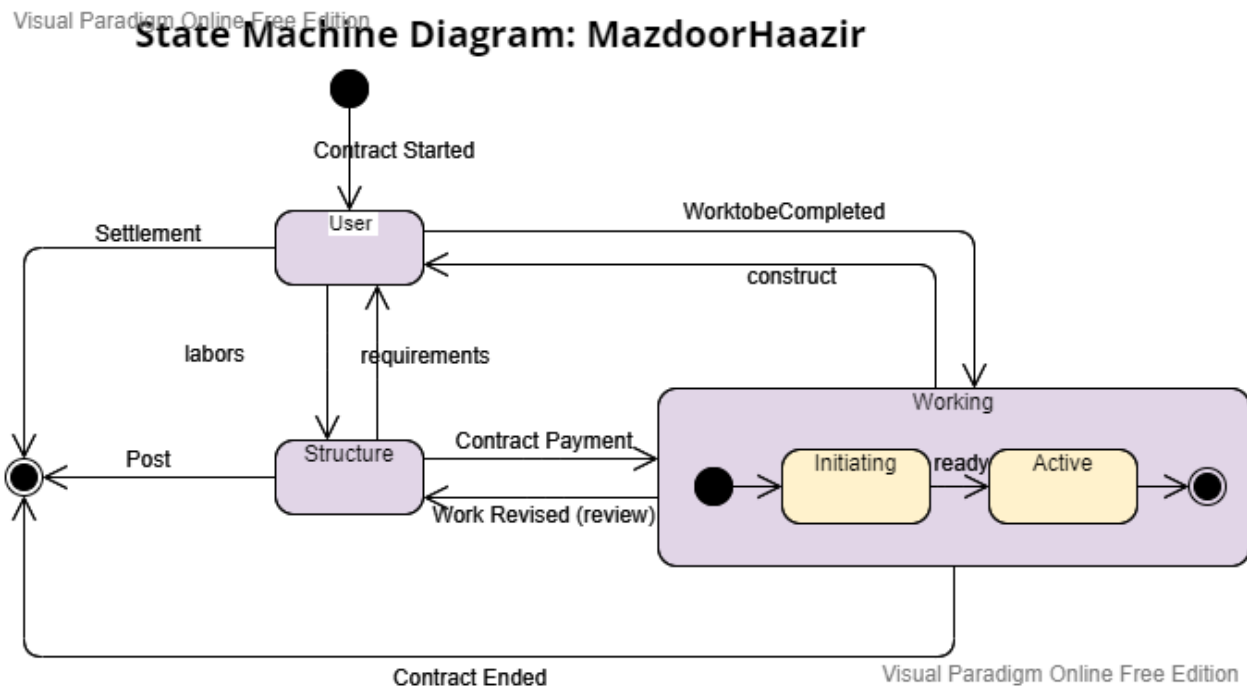 Visual Paradigm Online Free Edition
State Machine Diagram: MazdoorHaazir
Contract Started
User
WorktobeCompleted
Settlement
construct
labors
requirements
Working
Structure
Contract Payment
Post
Initiating
ready
Active
Work Revised (review)
Contract Ended
Visual Paradigm Online Free Edition